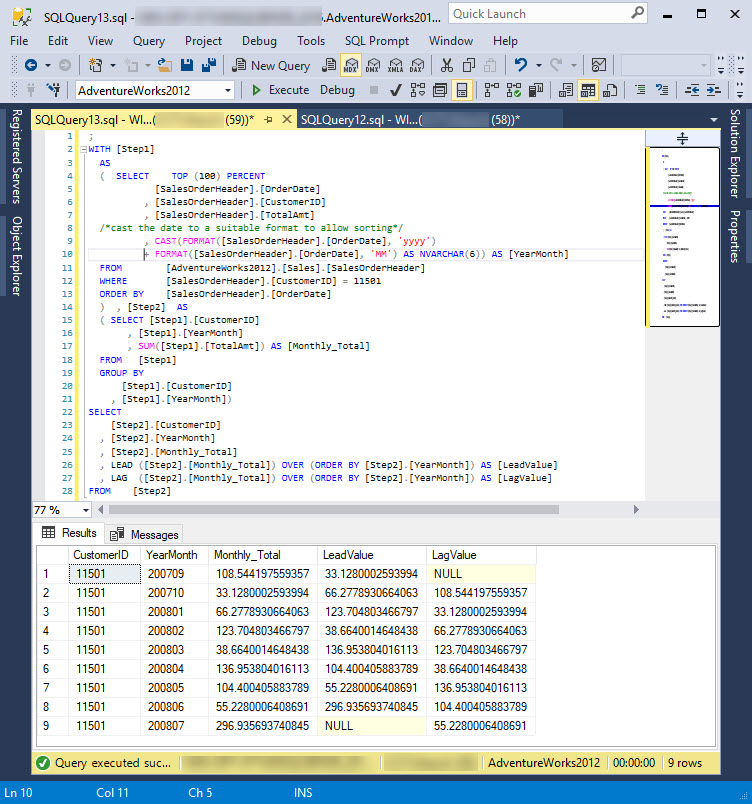 SQLQuery13.sql - .AdventureWorks201... Quick Launch
File Edit View Query Project Debug Tools SQL Prompt Window Help
New Query MDX DMX XMLA DAX
AdventureWorks2012 Execute Debug
SQLQuery13.sql - WI...( (59))* SQLQuery12.sql - WI...( (58))*
Registered Servers
Object Explorer
Solution Explorer
Properties
1 ;
2 WITH [Step1]
3 AS
4 ( SELECT TOP (100) PERCENT
5 [SalesOrderHeader].[OrderDate]
6 , [SalesOrderHeader].[CustomerID]
7 , [SalesOrderHeader].[TotalAmt]
8 /*cast the date to a suitable format to allow sorting*/
9 , CAST(FORMAT([SalesOrderHeader].[OrderDate], 'yyyy')
10 + FORMAT([SalesOrderHeader].[OrderDate], 'MM') AS NVARCHAR(6)) AS [YearMonth]
11 FROM [AdventureWorks2012].[Sales].[SalesOrderHeader]
12 WHERE [SalesOrderHeader].[CustomerID] = 11501
13 ORDER BY [SalesOrderHeader].[OrderDate]
14 ) , [Step2] AS
15 ( SELECT [Step1].[CustomerID]
16 , [Step1].[YearMonth]
17 , SUM([Step1].[TotalAmt]) AS [Monthly_Total]
18 FROM [Step1]
19 GROUP BY
20 [Step1].[CustomerID]
21 , [Step1].[YearMonth])
22 SELECT
23 [Step2].[CustomerID]
24 , [Step2].[YearMonth]
25 , [Step2].[Monthly_Total]
26 , LEAD ([Step2].[Monthly_Total]) OVER (ORDER BY [Step2].[YearMonth]) AS [LeadValue]
27 , LAG ([Step2].[Monthly_Total]) OVER (ORDER BY [Step2].[YearMonth]) AS [LagValue]
28 FROM [Step2]
77 %
Results Messages
CustomerID YearMonth Monthly_Total LeadValue LagValue
1 11501 200709 108.544197559357 33.1280002593994 NULL
2 11501 200710 33.1280002593994 66.2778930664063 108.544197559357
3 11501 200801 66.2778930664063 123.704803466797 33.1280002593994
4 11501 200802 123.704803466797 38.6640014648438 66.2778930664063
5 11501 200803 38.6640014648438 136.953804016113 123.704803466797
6 11501 200804 136.953804016113 104.400405883789 38.6640014648438
7 11501 200805 104.400405883789 55.2280006408691 136.953804016113
8 11501 200806 55.2280006408691 296.935693740845 104.400405883789
9 11501 200807 296.935693740845 NULL 55.2280006408691
Query executed suc... AdventureWorks2012 00:00:00 9 rows
Ln 10 Col 11 Ch 5 INS